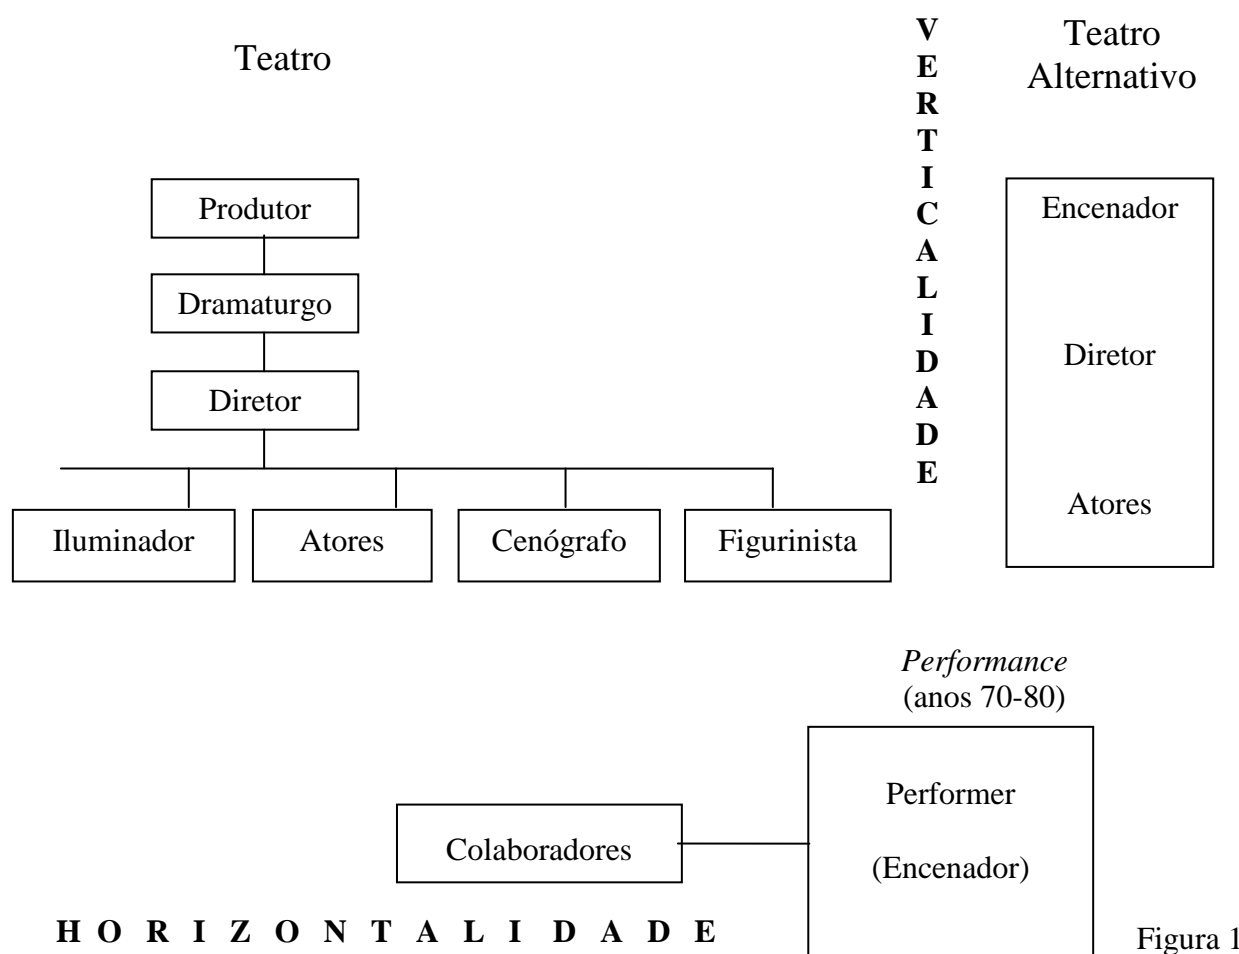 Teatro
Produtor
Dramaturgo
Diretor
Iluminador
Atores
Cenógrafo
Figurinista
V
E
R
T
I
C
A
L
I
D
A
D
E
Teatro
Alternativo
Encenador
Diretor
Atores
Performance
(anos 70-80)
Performer
(Encenador)
Colaboradores
H O R I Z O N T A L I D A D E
Figura 1